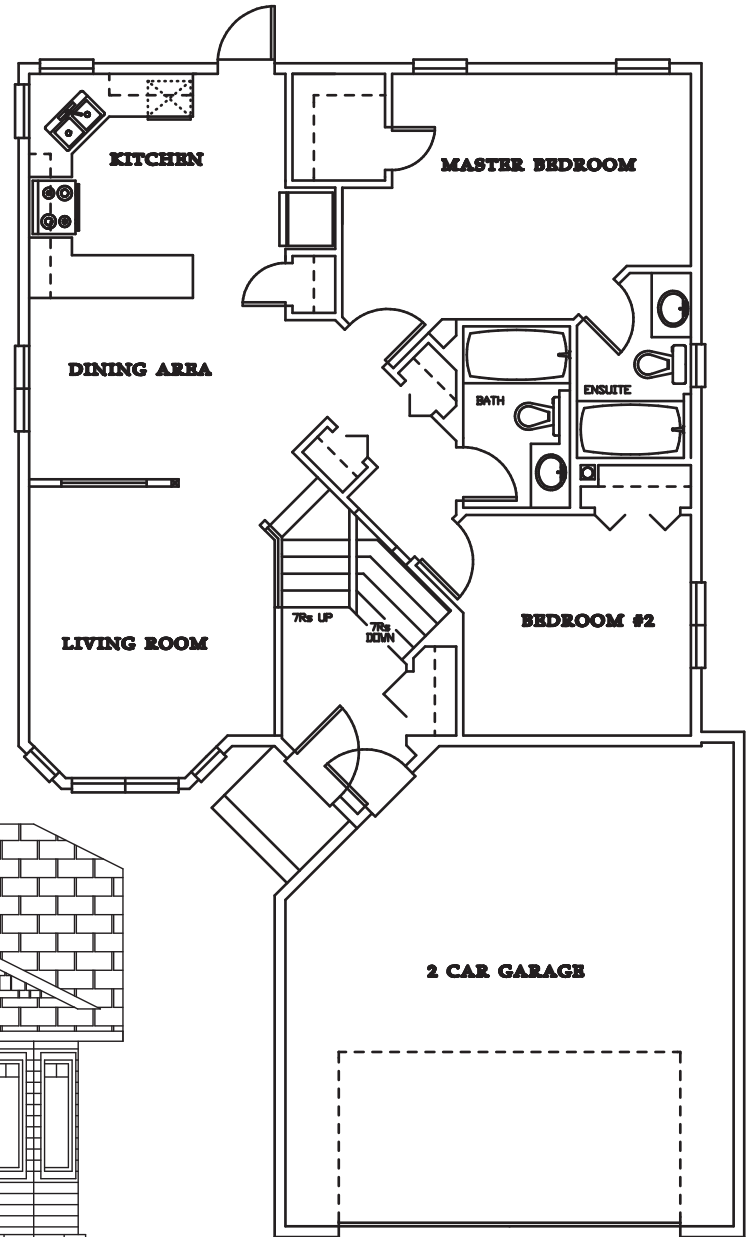 KITCHEN
MASTER BEDROOM
DINING AREA
ENSUITE
BATH
7Rs UP
7Rs
DOWN
BEDROOM #2
LIVING ROOM
2 CAR GARAGE